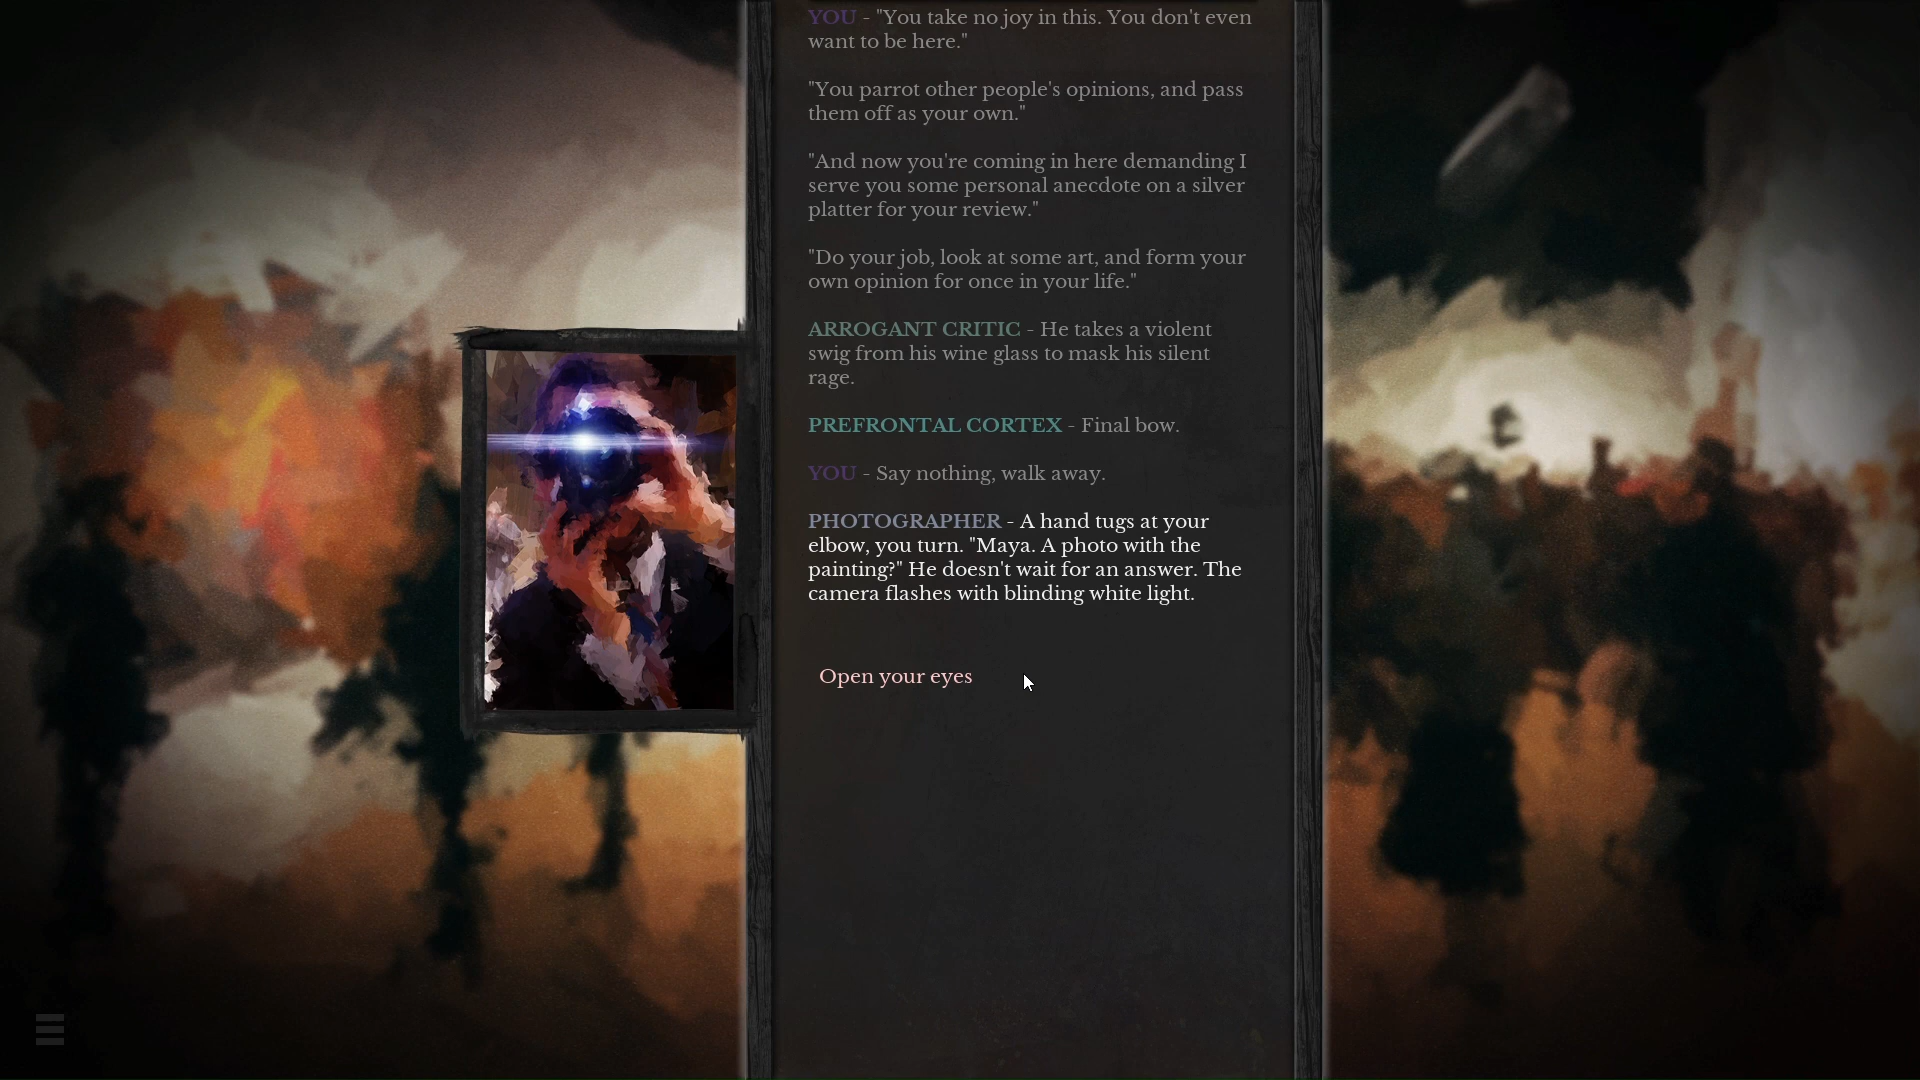 YOU - "You take no joy in this. You don't even
want to be here."
"You parrot other people's opinions, and pass
them off as your own."
"And now you're coming in here demanding I
serve you some personal anecdote on a silver
platter for your review."
"Do your job, look at some art, and form your
own opinion for once in your life."
ARROGANT CRITIC - He takes a violent
swig from his wine glass to mask his silent
rage.
PREFRONTAL CORTEX - Final bow.
YOU - Say nothing, walk away.
PHOTOGRAPHER - A hand tugs at your
elbow, you turn. "Maya. A photo with the
painting?" He doesn't wait for an answer. The
camera flashes with blinding white light.
Open your eyes